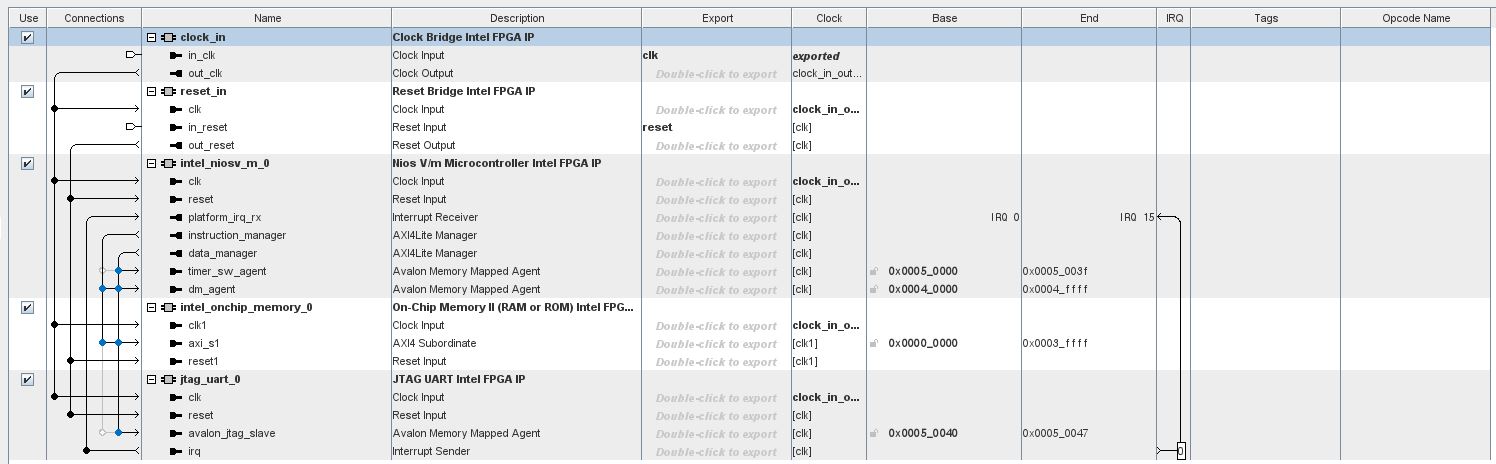 Use Connections Name Description Export Clock Base End IRQ Tags Opcode Name
clock_in Clock Bridge Intel FPGA IP
in_clk Clock Input clk exported
out_clk Clock Output Double-click to export clock_in_out...
reset_in Reset Bridge Intel FPGA IP
clk Clock Input Double-click to export clock_in_o...
in_reset Reset Input reset [clk]
out_reset Reset Output Double-click to export [clk]
intel_niosv_m_0 Nios V/m Microcontroller Intel FPGA IP
clk Clock Input Double-click to export clock_in_o...
reset Reset Input Double-click to export [clk]
platform_irq_rx Interrupt Receiver Double-click to export [clk] IRQ 0 IRQ 15
instruction_manager AXI4Lite Manager Double-click to export [clk]
data_manager AXI4Lite Manager Double-click to export [clk]
timer_sw_agent Avalon Memory Mapped Agent Double-click to export [clk] 0x0005_0000 0x0005_003f
dm_agent Avalon Memory Mapped Agent Double-click to export [clk] 0x0004_0000 0x0004_ffff
intel_onchip_memory_0 On-Chip Memory II (RAM or ROM) Intel FPG...
clk1 Clock Input Double-click to export clock_in_o...
axi_s1 AXI4 Subordinate Double-click to export [clk1] 0x0000_0000 0x0003_ffff
reset1 Reset Input Double-click to export [clk1]
jtag_uart_0 JTAG UART Intel FPGA IP
clk Clock Input Double-click to export clock_in_o...
reset Reset Input Double-click to export [clk]
avalon_jtag_slave Avalon Memory Mapped Agent Double-click to export [clk] 0x0005_0040 0x0005_0047
irq Interrupt Sender Double-click to export [clk] 0